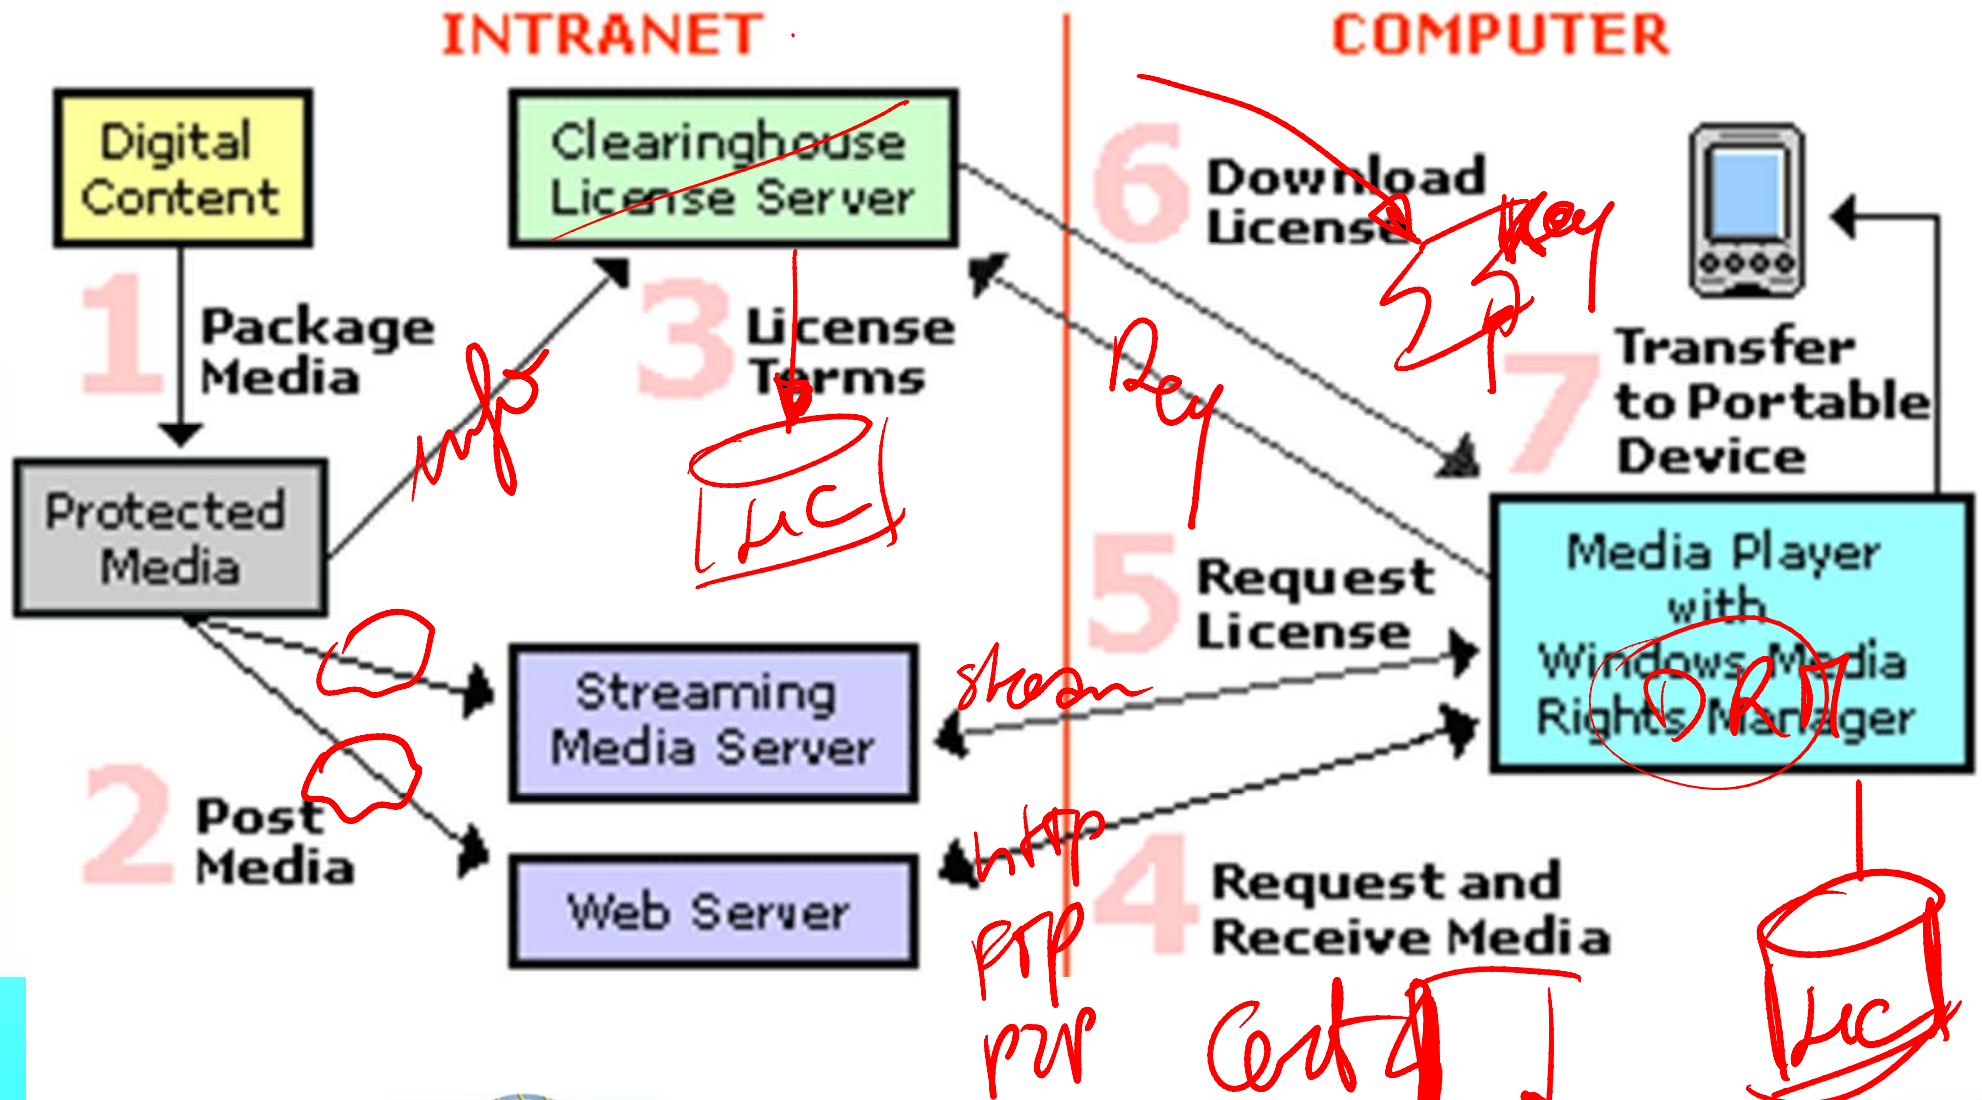 INTRANET
COMPUTER
Digital
Content
Clearinghouse
License Server
6
Download
License
Key
1
Package
Media
info
3
License
Terms
LIC
Key
7
Transfer
to Portable
Device
Protected
Media
5
Request
License
Media Player
with
Windows Media
Rights Manager
DRM
Streaming
Media Server
stream
2
Post
Media
http
Web Server
4
Request and
Receive Media
P2P
LIC